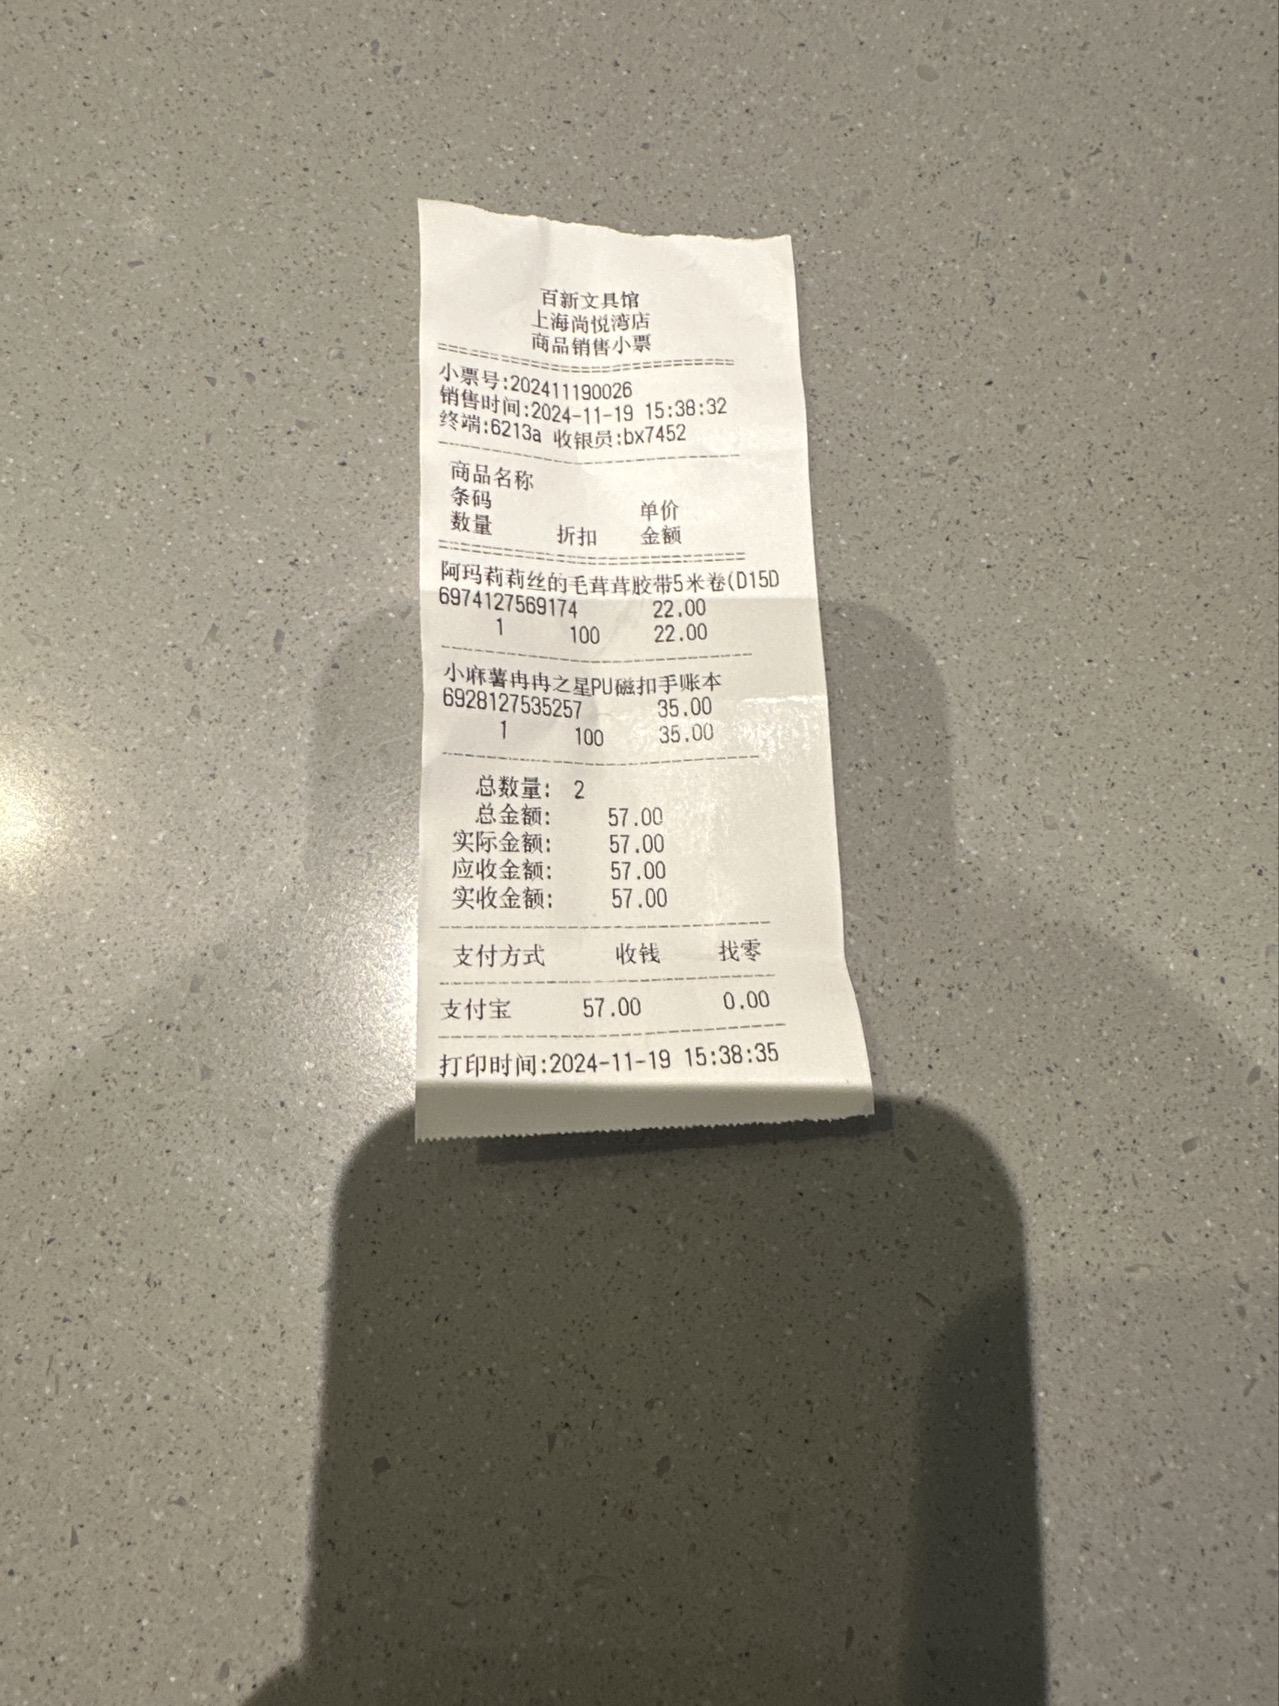 百新文具馆
上海尚悦湾店
商品销售小票
小票号:202411190026
销售时间:2024-11-19 15:38:32
终端:6213a 收银员:bx7452
商品名称
条码 单价
数量 折扣 金额
阿玛莉莉丝的毛茸茸胶带5米卷(D15D
6974127569174 22.00
1 100 22.00
小麻薯冉冉之星PU磁扣手账本
6928127535257 35.00
1 100 35.00
总数量: 2
总金额: 57.00
实际金额: 57.00
应收金额: 57.00
实收金额: 57.00
支付方式 收钱 找零
支付宝 57.00 0.00
打印时间:2024-11-19 15:38:35